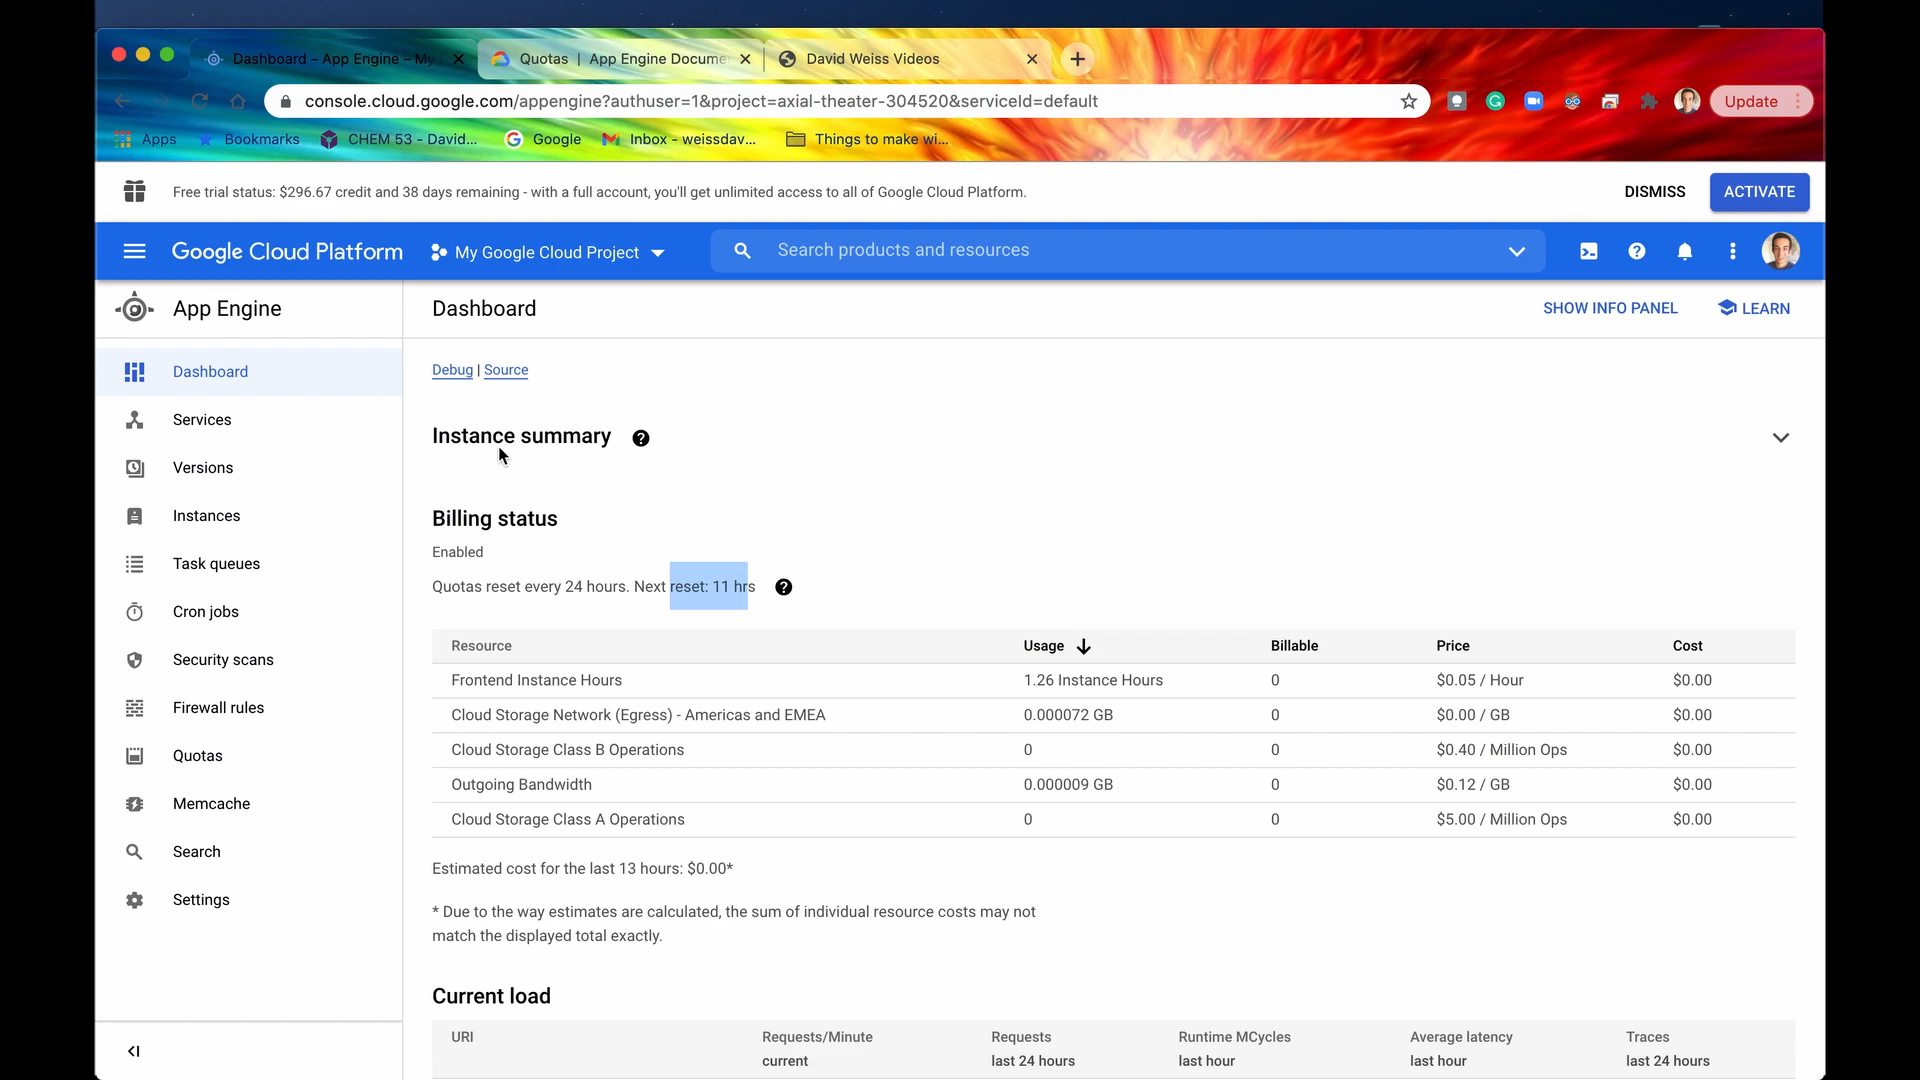 Dashboard – App Engine – My
Quotas | App Engine Docume
David Weiss Videos
console.cloud.google.com/appengine?authuser=1&project=axial-theater-304520&serviceId=default
Update
Apps
Bookmarks
CHEM 53 - David...
Google
Inbox - weissdav...
Things to make wi...
Free trial status: $296.67 credit and 38 days remaining - with a full account, you'll get unlimited access to all of Google Cloud Platform.
DISMISS
ACTIVATE
Google Cloud Platform
My Google Cloud Project
Search products and resources
App Engine
Dashboard
SHOW INFO PANEL
LEARN
Dashboard
Services
Versions
Instances
Task queues
Cron jobs
Security scans
Firewall rules
Quotas
Memcache
Search
Settings
Debug | Source
Instance summary
Billing status
Enabled
Quotas reset every 24 hours. Next reset: 11 hrs
Resource Usage Billable Price Cost
Frontend Instance Hours 1.26 Instance Hours 0 $0.05 / Hour $0.00
Cloud Storage Network (Egress) - Americas and EMEA 0.000072 GB 0 $0.00 / GB $0.00
Cloud Storage Class B Operations 0 0 $0.40 / Million Ops $0.00
Outgoing Bandwidth 0.000009 GB 0 $0.12 / GB $0.00
Cloud Storage Class A Operations 0 0 $5.00 / Million Ops $0.00
Estimated cost for the last 13 hours: $0.00*
* Due to the way estimates are calculated, the sum of individual resource costs may not
match the displayed total exactly.
Current load
URI Requests/Minute Requests Runtime MCycles Average latency Traces
current last 24 hours last hour last hour last 24 hours